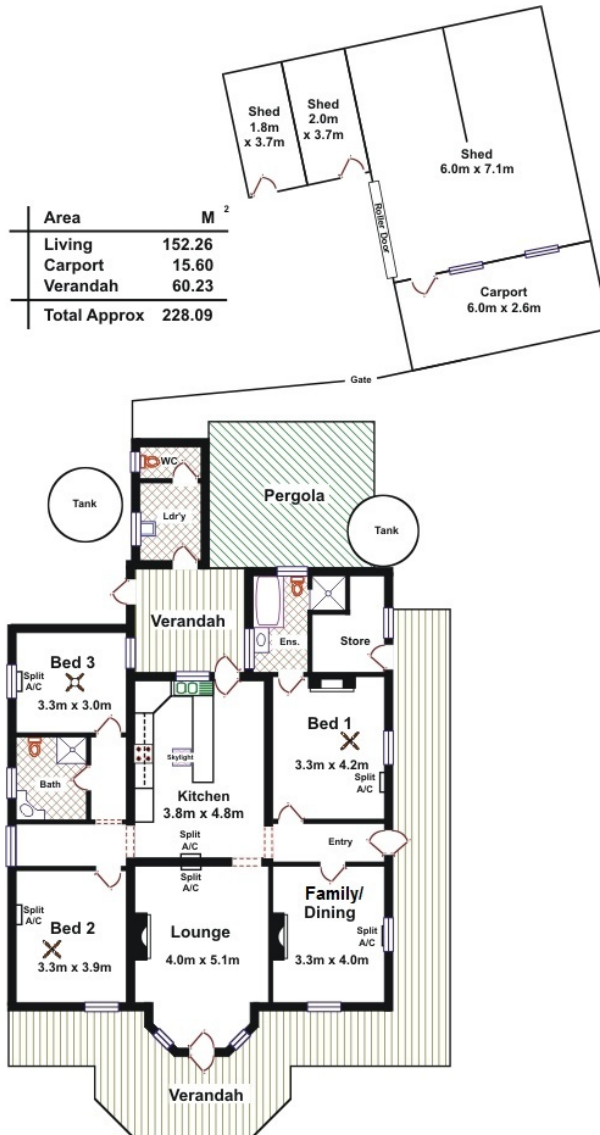 Shed
1.8m
x 3.7m
Shed
2.0m
x 3.7m
Shed
6.0m x 7.1m
Roller Door
Carport
6.0m x 2.6m
Area M 2
Living 152.26
Carport 15.60
Verandah 60.23
Total Approx 228.09
Gate
WC
Tank
Ldr'y
Pergola
Tank
Verandah
Ens.
Store
Bed 3
Split
A/C
3.3m x 3.0m
Bed 1
3.3m x 4.2m
Split
A/C
Skylight
Bath
Kitchen
3.8m x 4.8m
Split
A/C
Entry
Split
A/C
Family/
Dining
Split
A/C
3.3m x 4.0m
Split
A/C
Bed 2
3.3m x 3.9m
Lounge
4.0m x 5.1m
Verandah